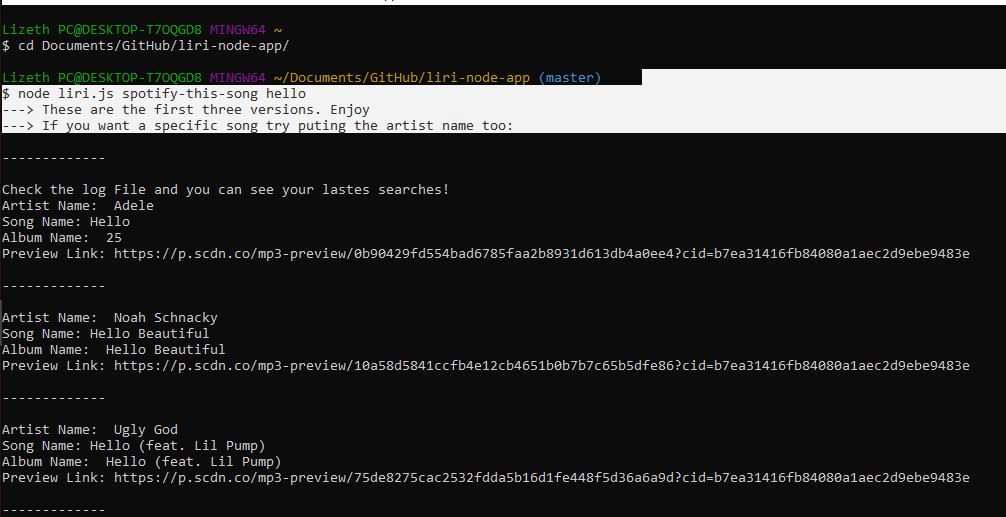 Lizeth PC@DESKTOP-T7OQGD8 MINGW64 ~
$ cd Documents/GitHub/liri-node-app/
Lizeth PC@DESKTOP-T7OQGD8 MINGW64 ~/Documents/GitHub/liri-node-app (master)
$ node liri.js spotify-this-song hello
---> These are the first three versions. Enjoy
---> If you want a specific song try puting the artist name too:
-------------
Check the log File and you can see your lastes searches!
Artist Name:  Adele
Song Name: Hello
Album Name:  25
Preview Link: https://p.scdn.co/mp3-preview/0b90429fd554bad6785faa2b8931d613db4a0ee4?cid=b7ea31416fb84080a1aec2d9ebe9483e
-------------
Artist Name:  Noah Schnacky
Song Name: Hello Beautiful
Album Name:  Hello Beautiful
Preview Link: https://p.scdn.co/mp3-preview/10a58d5841ccfb4e12cb4651b0b7b7c65b5dfe86?cid=b7ea31416fb84080a1aec2d9ebe9483e
-------------
Artist Name:  Ugly God
Song Name: Hello (feat. Lil Pump)
Album Name:  Hello (feat. Lil Pump)
Preview Link: https://p.scdn.co/mp3-preview/75de8275cac2532fdda5b16d1fe448f5d36a6a9d?cid=b7ea31416fb84080a1aec2d9ebe9483e
-------------